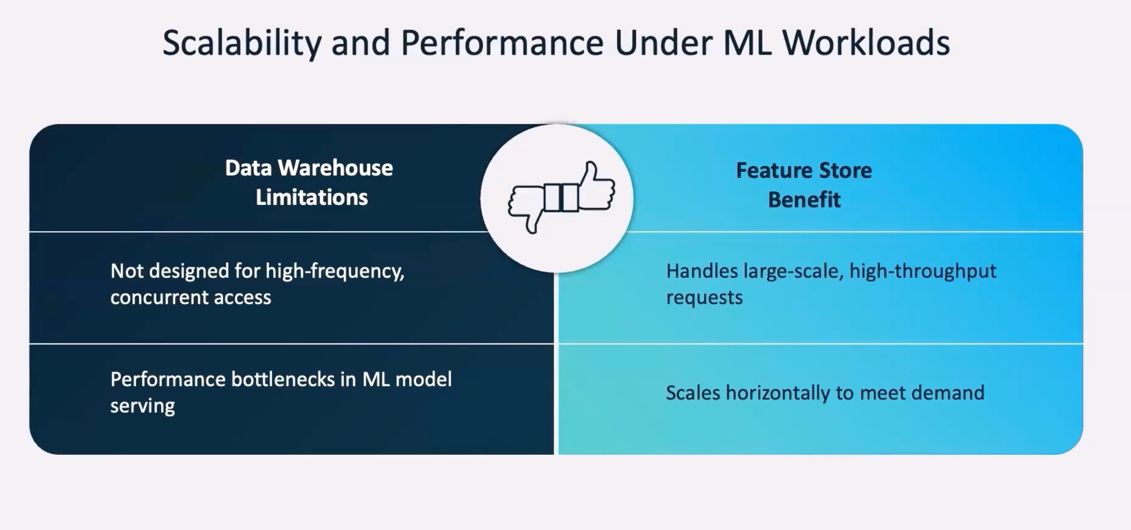 Scalability and Performance Under ML Workloads
Data Warehouse
Limitations
Feature Store
Benefit
Not designed for high-frequency,
concurrent access
Handles large-scale, high-throughput
requests
Performance bottlenecks in ML model
serving
Scales horizontally to meet demand